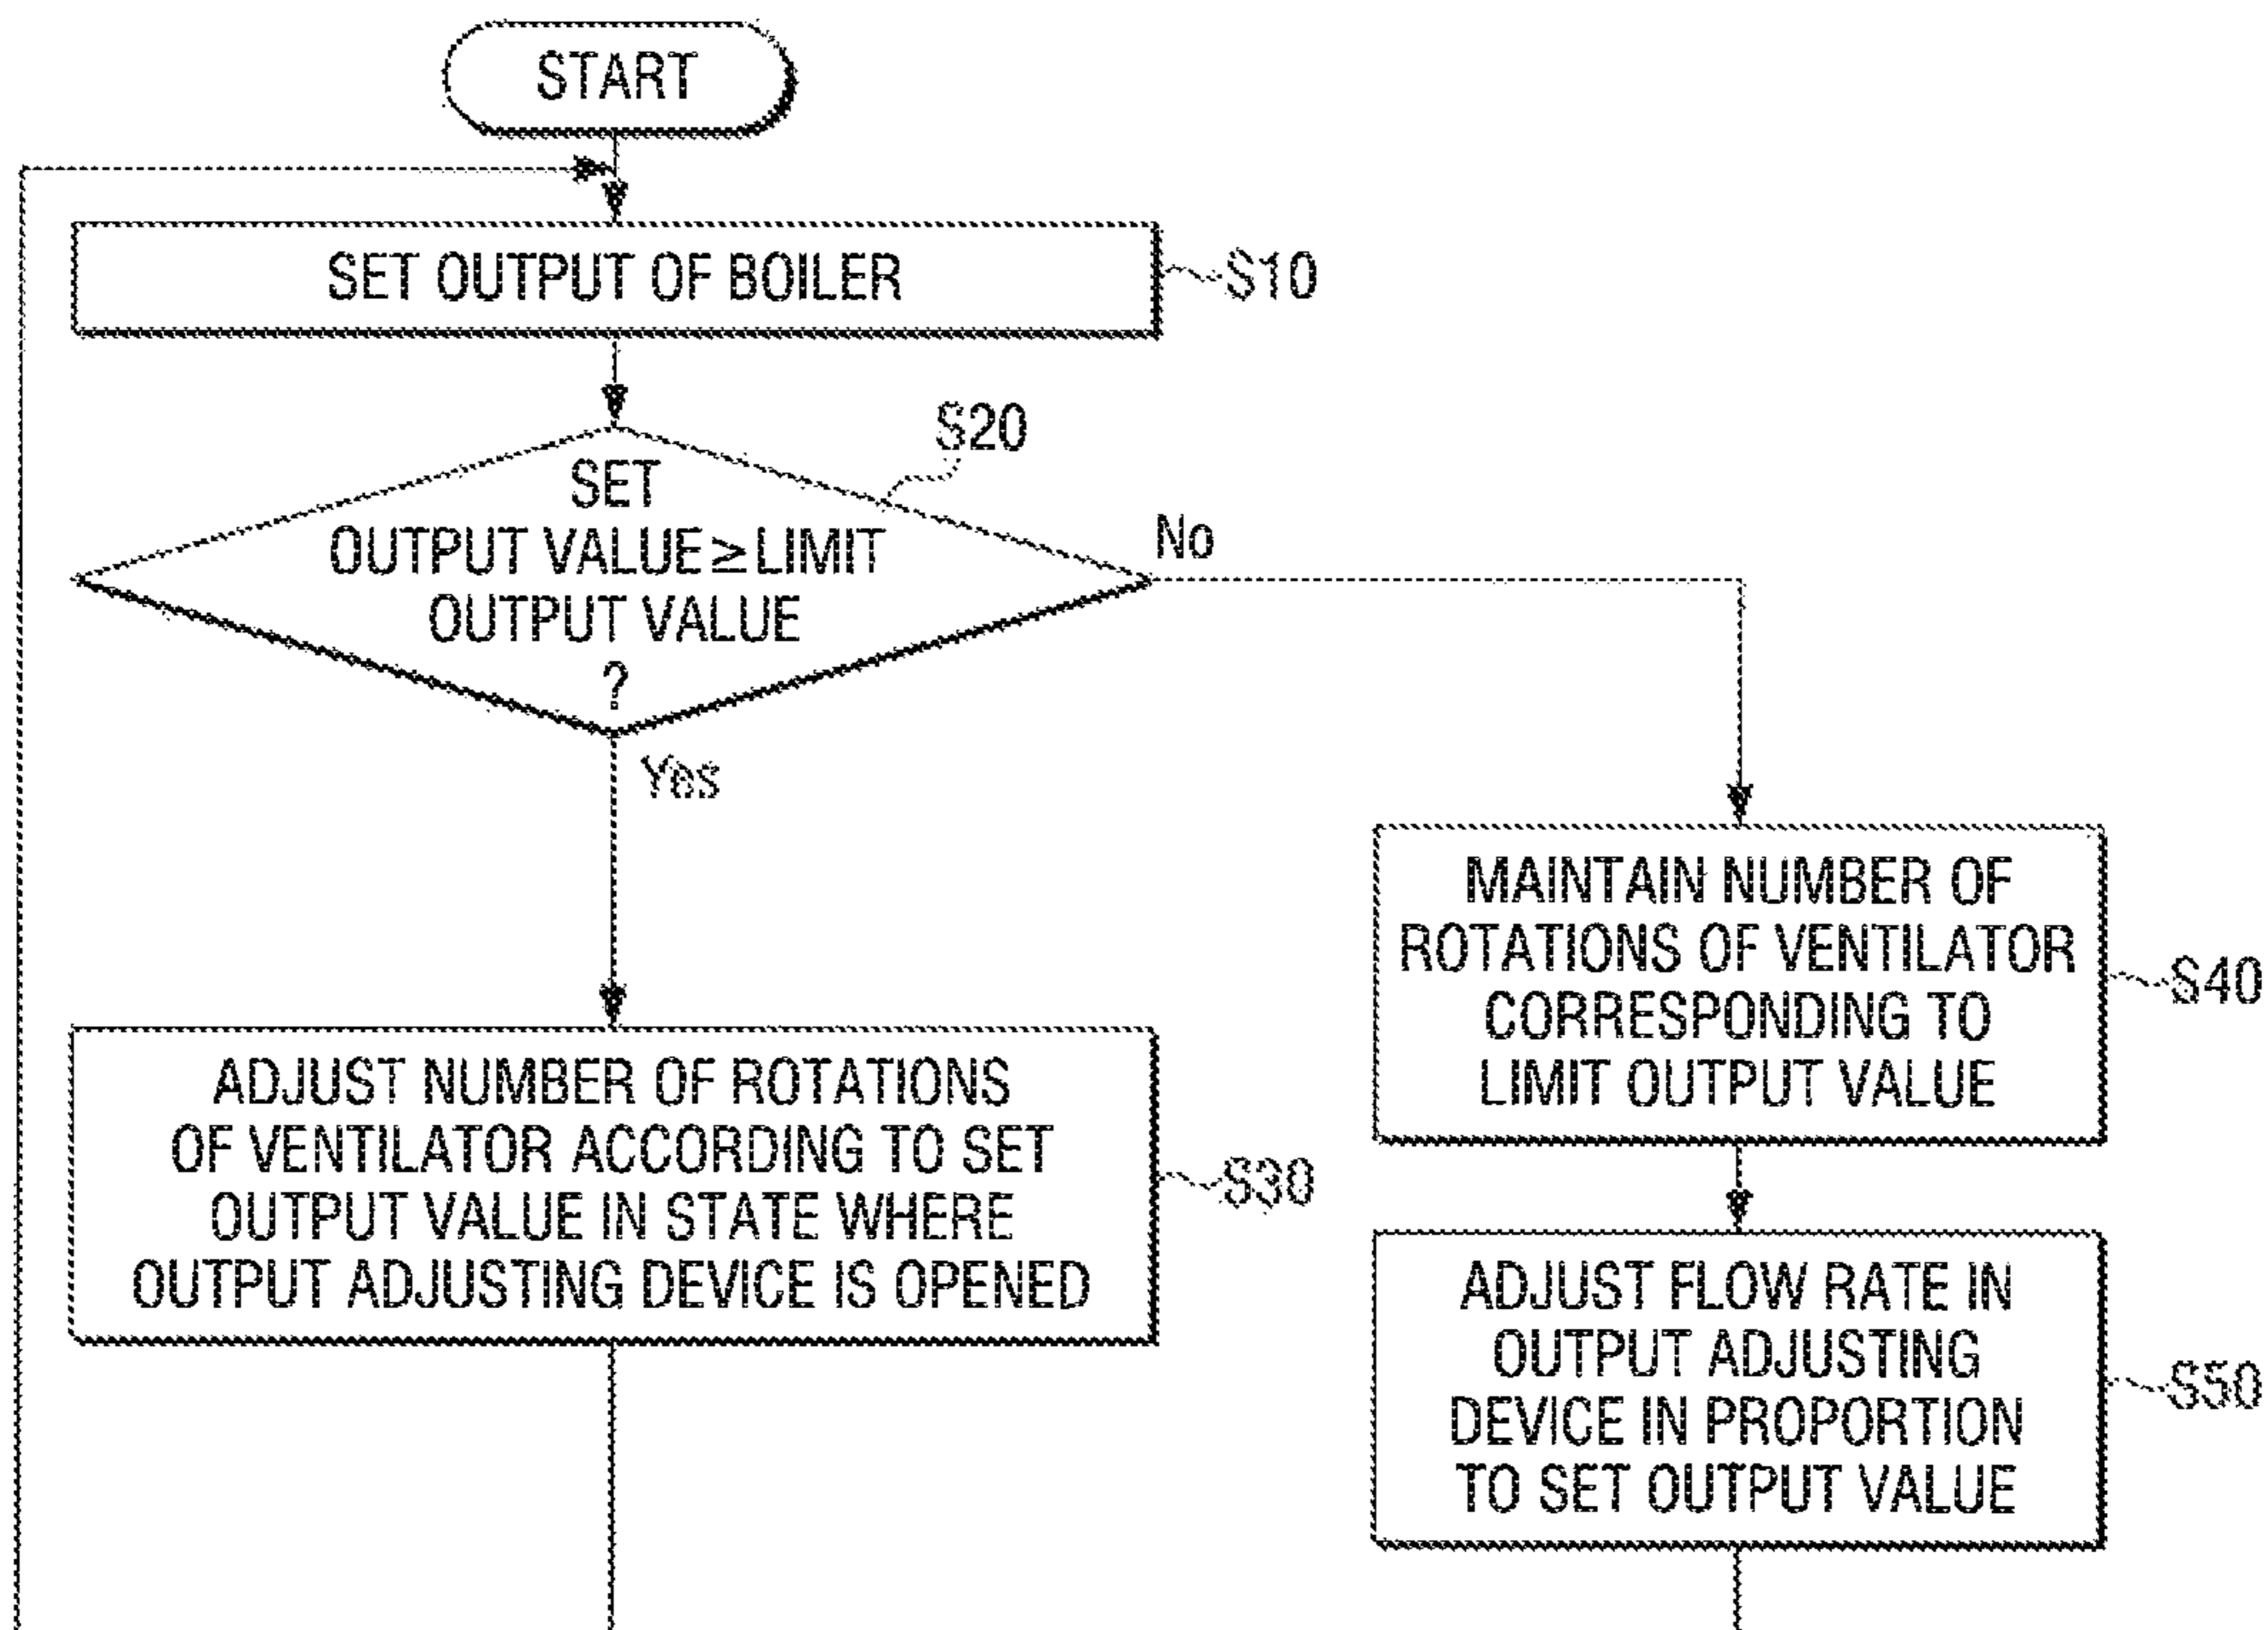 START
SET OUTPUT OF BOILER
S10
S20
SET
OUTPUT VALUE≥LIMIT
OUTPUT VALUE
?
No
Yes
MAINTAIN NUMBER OF
ROTATIONS OF VENTILATOR
CORRESPONDING TO
LIMIT OUTPUT VALUE
S40
ADJUST NUMBER OF ROTATIONS
OF VENTILATOR ACCORDING TO SET
OUTPUT VALUE IN STATE WHERE
OUTPUT ADJUSTING DEVICE IS OPENED
S30
ADJUST FLOW RATE IN
OUTPUT ADJUSTING
DEVICE IN PROPORTION
TO SET OUTPUT VALUE
S50